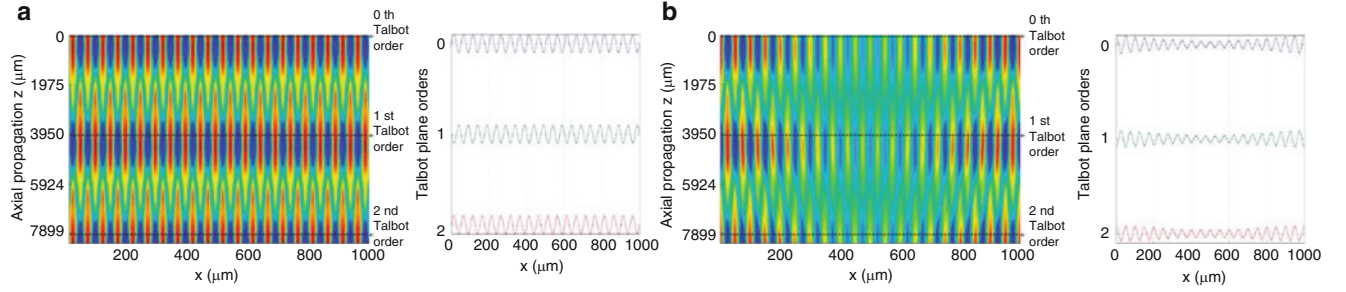 a
Axial propagation z (μm)
0
1975
3950
5924
7899
200 400 600 800 1000
x (μm)
0 th
Talbot
order
1 st
Talbot
order
2 nd
Talbot
order
Talbot plane orders
0
1
2
0 200 400 600 800 1000
x (μm)
b
Axial propagation z (μm)
0
1975
3950
5924
7899
200 400 600 800 1000
x (μm)
0 th
Talbot
order
1 st
Talbot
order
2 nd
Talbot
order
Talbot plane orders
0
1
2
0 200 400 600 800 1000
x (μm)